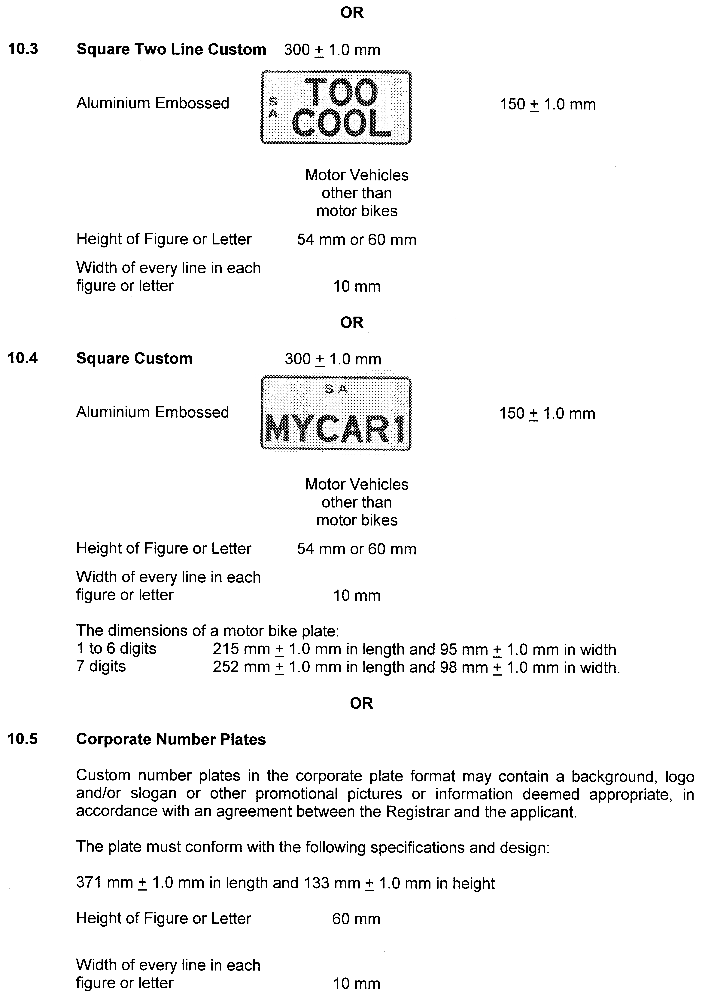 OR
10.3 Square Two Line Custom 300 ± 1.0 mm
TOO
Aluminium Embossed S A COOL 150 ± 1.0 mm
Motor Vehicles
other than
motor bikes
Height of Figure or Letter 54 mm or 60 mm
Width of every line in each
figure or letter 10 mm
OR
10.4 Square Custom 300 ± 1.0 mm
S A
Aluminium Embossed 150 ± 1.0 mm
MYCAR1
Motor Vehicles
other than
motor bikes
Height of Figure or Letter 54 mm or 60 mm
Width of every line in each
figure or letter 10 mm
The dimensions of a motor bike plate:
1 to 6 digits 215 mm ± 1.0 mm in length and 95 mm ± 1.0 mm in width
7 digits 252 mm ± 1.0 mm in length and 98 mm ± 1.0 mm in width.
OR
10.5 Corporate Number Plates
Custom number plates in the corporate plate format may contain a background, logo
and/or slogan or other promotional pictures or information deemed appropriate, in
accordance with an agreement between the Registrar and the applicant.
The plate must conform with the following specifications and design:
371 mm ± 1.0 mm in length and 133 mm ± 1.0 mm in height
Height of Figure or Letter 60 mm
Width of every line in each
figure or letter 10 mm